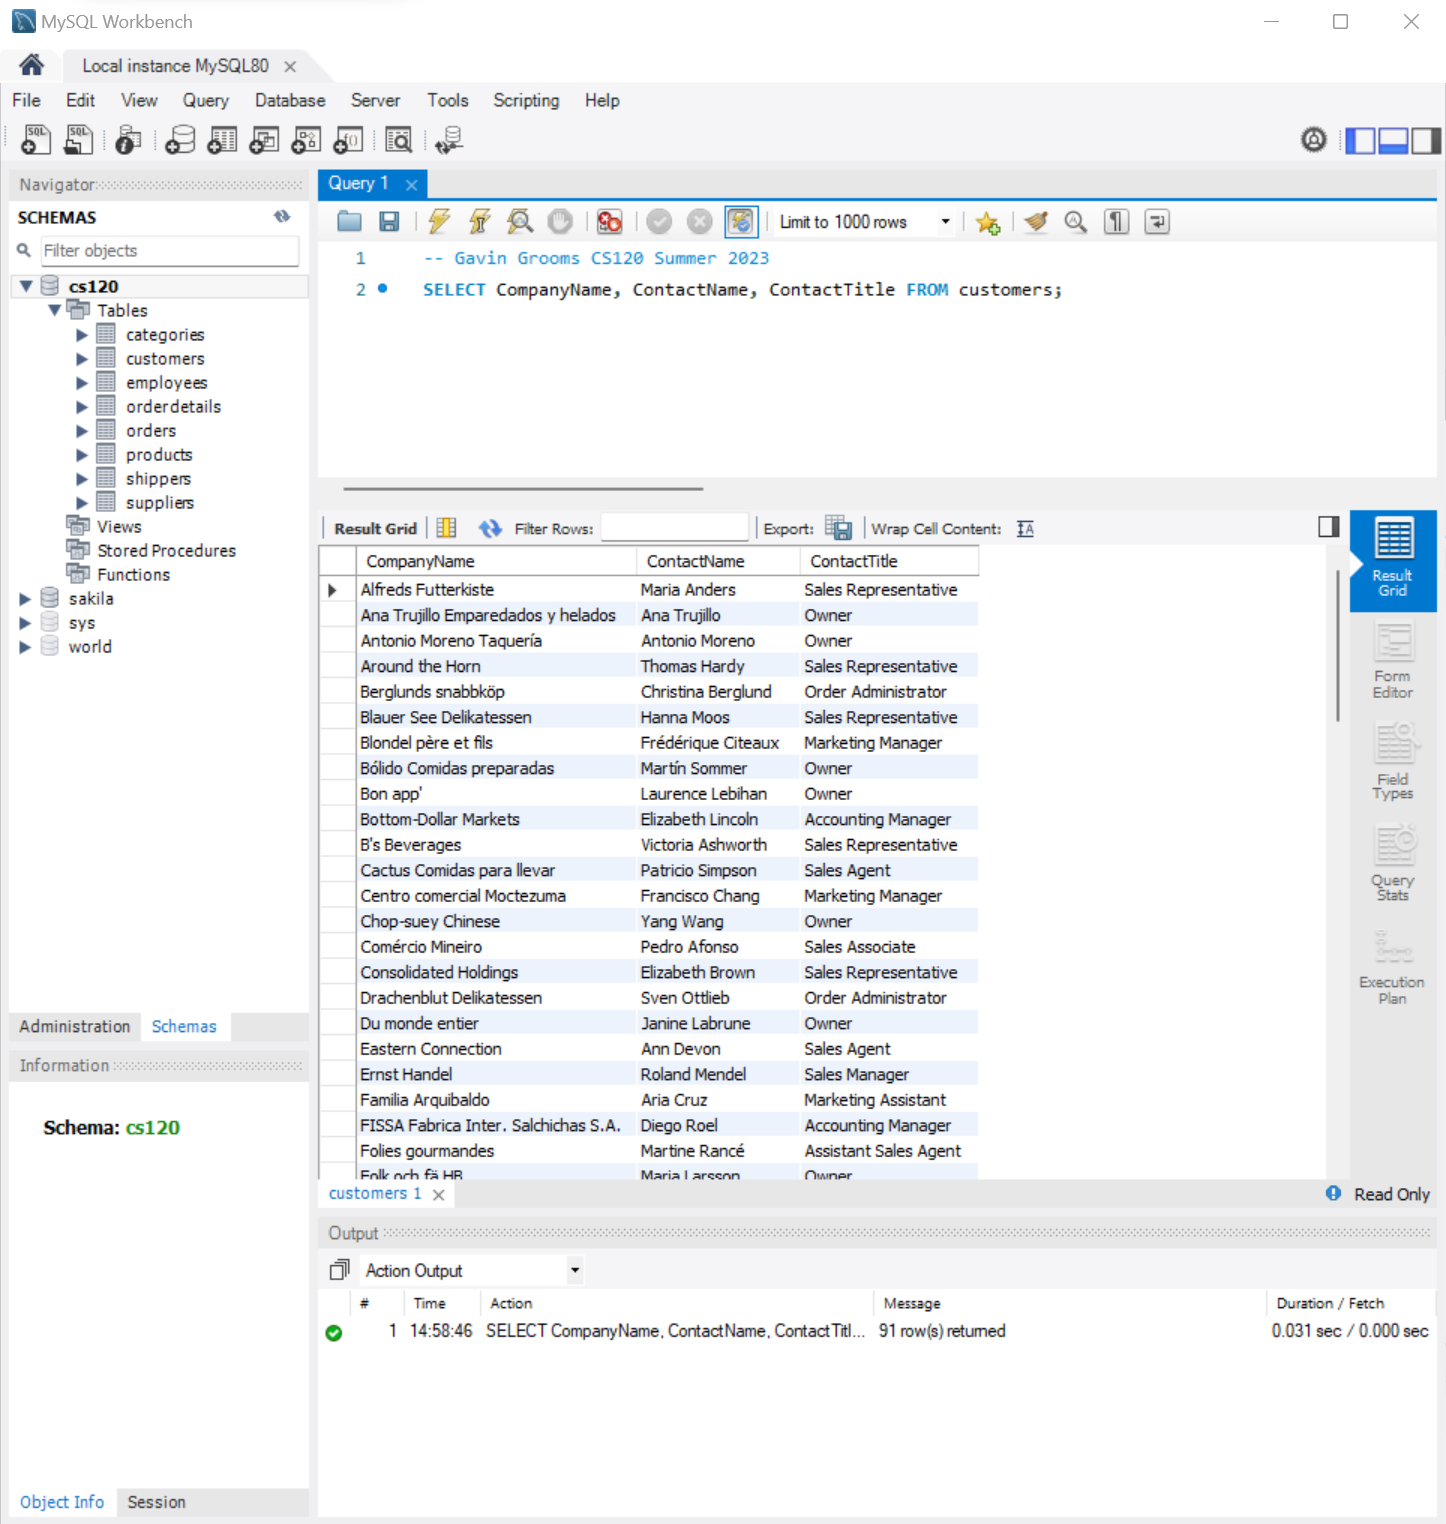 MySQL Workbench
Local instance MySQL80
File Edit View Query Database Server Tools Scripting Help
Navigator
SCHEMAS
Filter objects
cs120
Tables
categories
customers
employees
orderdetails
orders
products
shippers
suppliers
Views
Stored Procedures
Functions
sakila
sys
world
Administration Schemas
Information
Schema: cs120
Object Info Session
Query 1
Limit to 1000 rows
1 -- Gavin Grooms CS120 Summer 2023
2 SELECT CompanyName, ContactName, ContactTitle FROM customers;
Result Grid Filter Rows: Export: Wrap Cell Content:
CompanyName ContactName ContactTitle
Alfreds Futterkiste Maria Anders Sales Representative
Ana Trujillo Emparedados y helados Ana Trujillo Owner
Antonio Moreno Taquería Antonio Moreno Owner
Around the Horn Thomas Hardy Sales Representative
Berglunds snabbköp Christina Berglund Order Administrator
Blauer See Delikatessen Hanna Moos Sales Representative
Blondel père et fils Frédérique Citeaux Marketing Manager
Bólido Comidas preparadas Martín Sommer Owner
Bon app' Laurence Lebihan Owner
Bottom-Dollar Markets Elizabeth Lincoln Accounting Manager
B's Beverages Victoria Ashworth Sales Representative
Cactus Comidas para llevar Patricio Simpson Sales Agent
Centro comercial Moctezuma Francisco Chang Marketing Manager
Chop-suey Chinese Yang Wang Owner
Comércio Mineiro Pedro Afonso Sales Associate
Consolidated Holdings Elizabeth Brown Sales Representative
Drachenblut Delikatessen Sven Ottlieb Order Administrator
Du monde entier Janine Labrune Owner
Eastern Connection Ann Devon Sales Agent
Ernst Handel Roland Mendel Sales Manager
Familia Arquibaldo Aria Cruz Marketing Assistant
FISSA Fabrica Inter. Salchichas S.A. Diego Roel Accounting Manager
Folies gourmandes Martine Rancé Assistant Sales Agent
Folk och fä HB Maria Larsson Owner
Result
Grid
Form
Editor
Field
Types
Query
Stats
Execution
Plan
customers 1
Read Only
Output
Action Output
# Time Action Message Duration / Fetch
1 14:58:46 SELECT CompanyName, ContactName, ContactTitl... 91 row(s) returned 0.031 sec / 0.000 sec